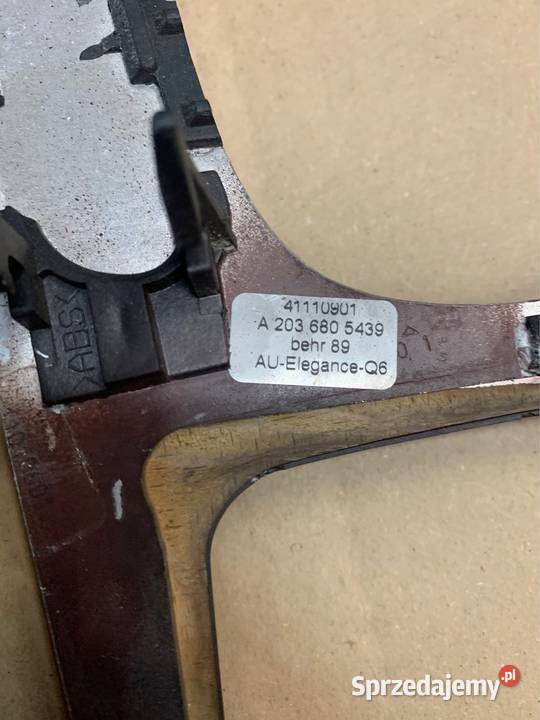 41110901
A 203 680 5439
behr 89
AU-Elegance-Q6
>ABS<
Sprzedajemy.pl